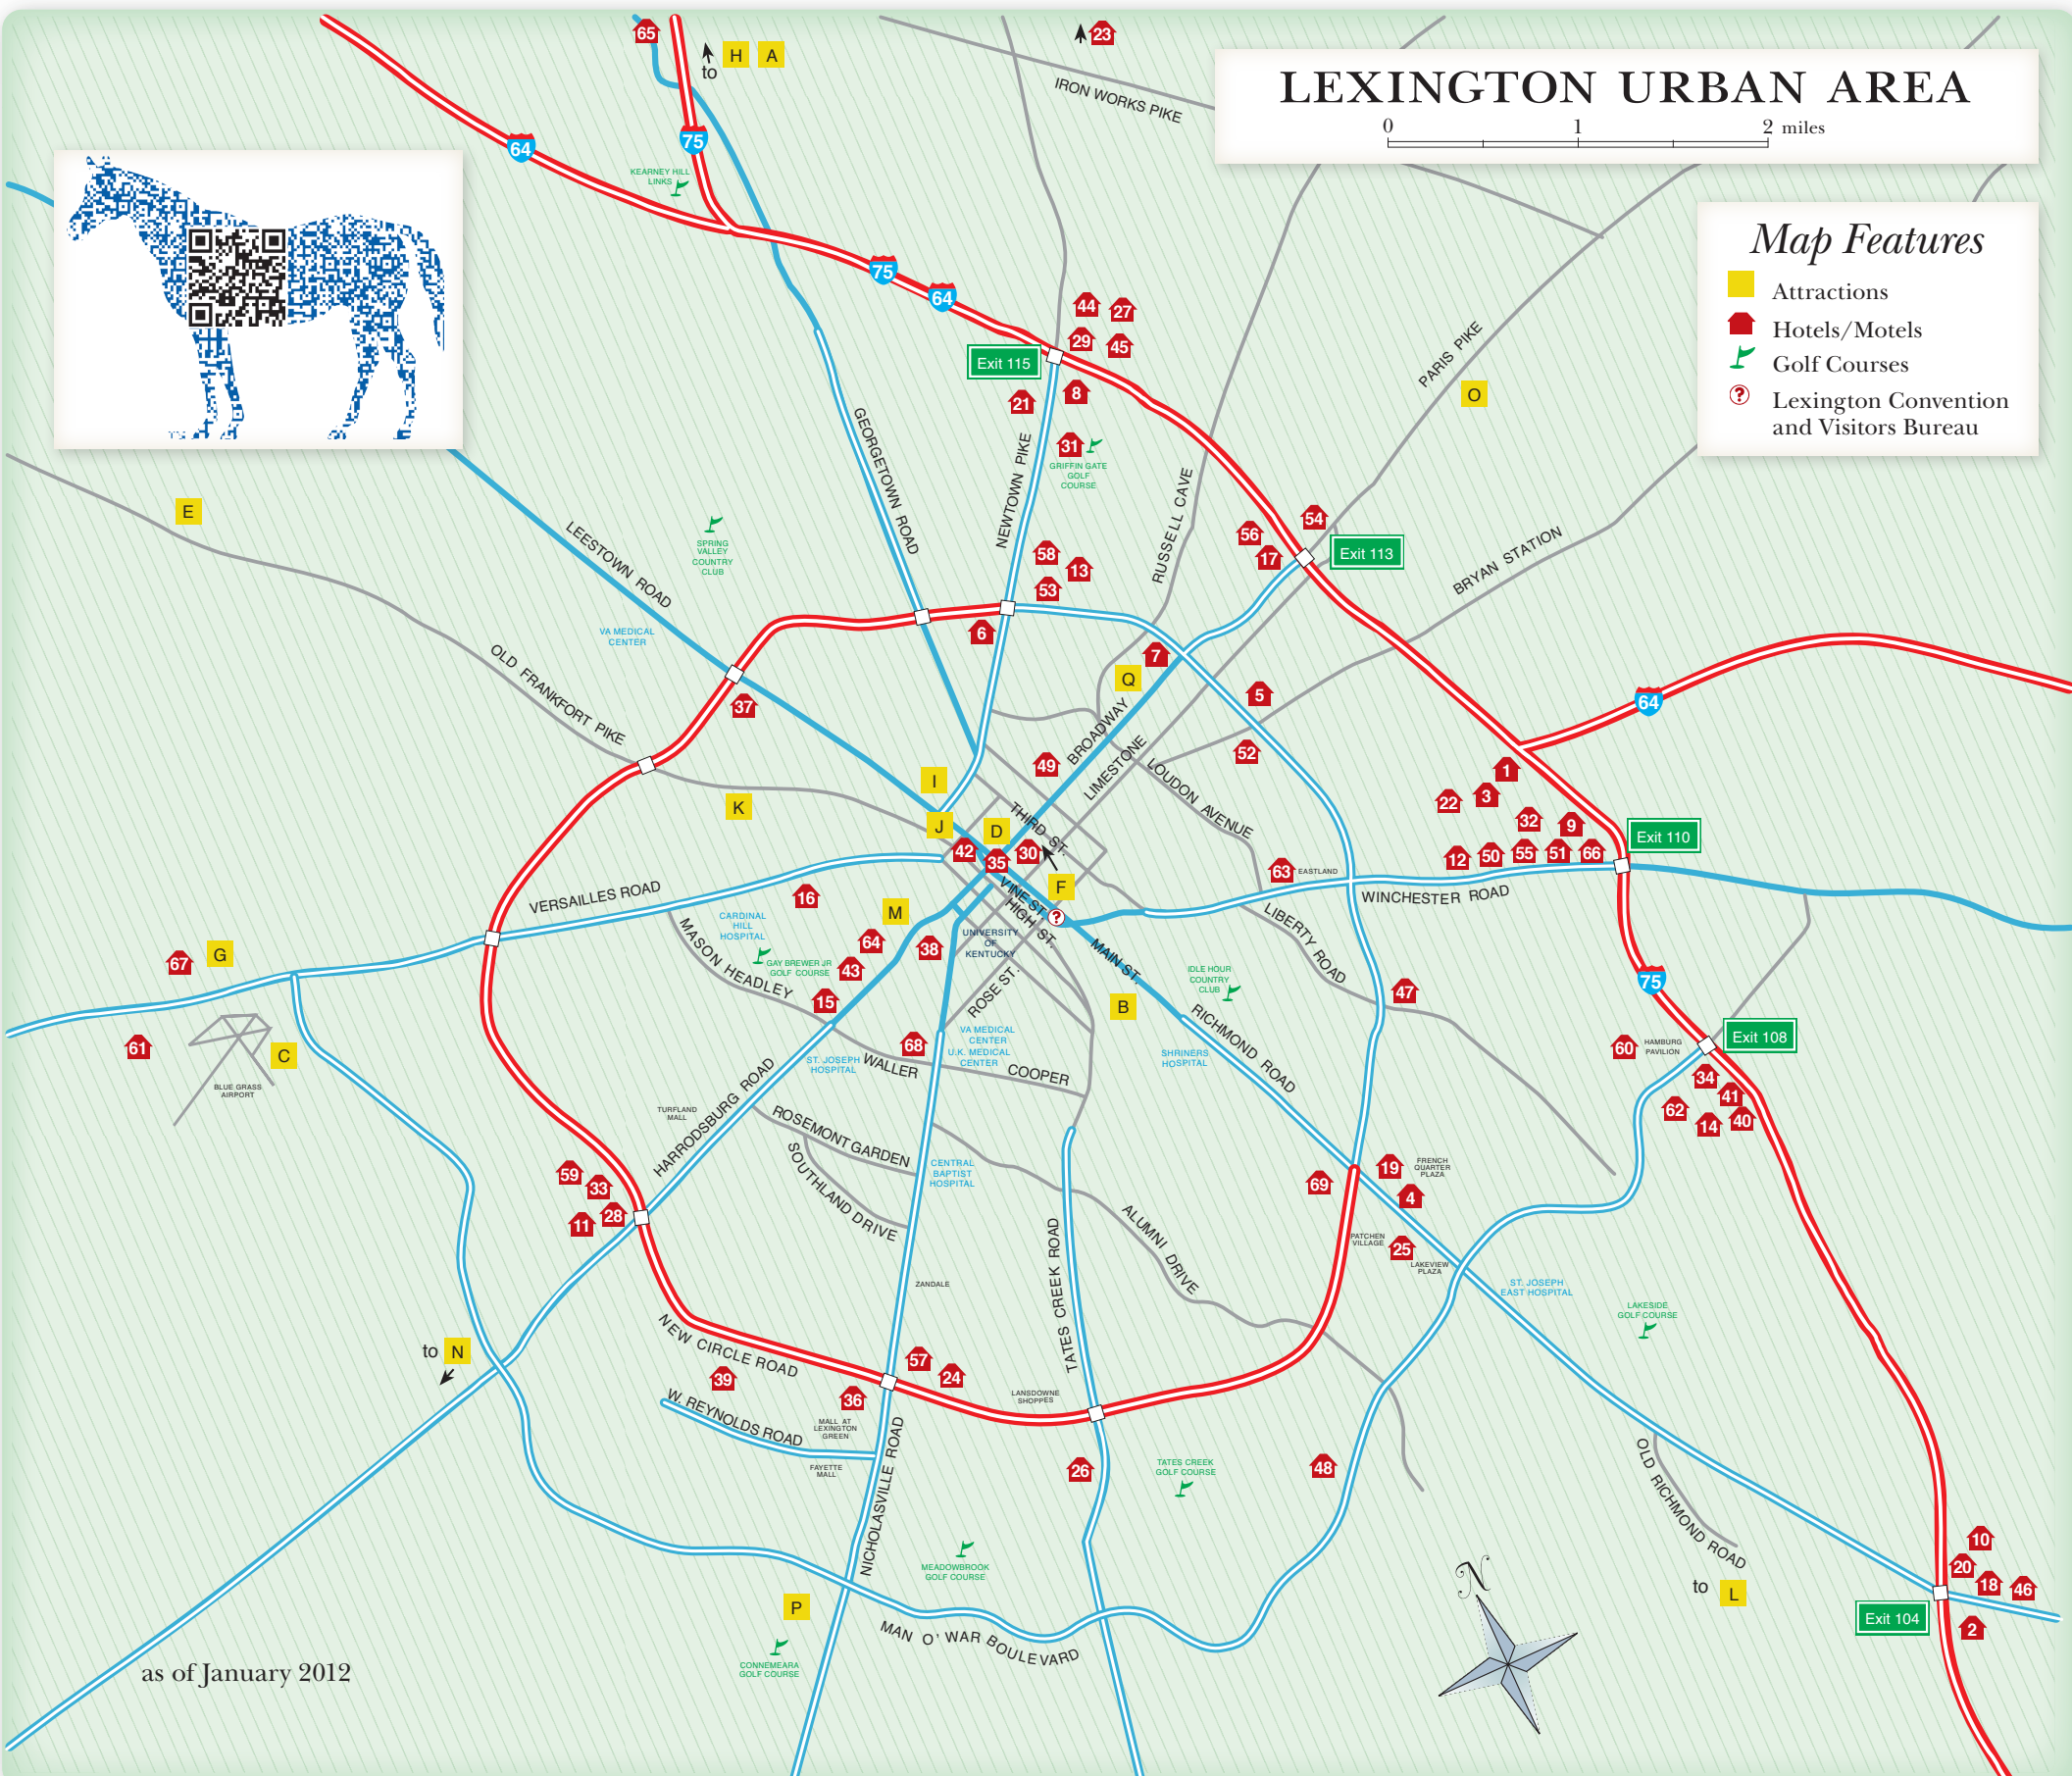 LEXINGTON URBAN AREA
0 1 2 miles
Map Features
Attractions
Hotels/Motels
Golf Courses
? Lexington Convention
and Visitors Bureau
65
to H A
23
IRON WORKS PIKE
64
75
KEARNEY HILL
LINKS
75
64
44 27
29 45
Exit 115
21 8
31
GRIFFIN GATE
GOLF
COURSE
GEORGETOWN ROAD
NEWTOWN PIKE
RUSSELL CAVE
PARIS PIKE
O
E
LEESTOWN ROAD
SPRING
VALLEY
COUNTRY
CLUB
54
56
17
Exit 113
BRYAN STATION
58
13
53
VA MEDICAL
CENTER
6
7
OLD FRANKFORT PIKE
37
Q
5
64
BROADWAY
LIMESTONE
52
49
LOUDON AVENUE
I
K
J
D
THIRD ST.
1
22 3
32 9
12 50 55 51 66
Exit 110
42 35 30
F
63 EASTLAND
WINCHESTER ROAD
VERSAILLES ROAD
16
VINE ST.
HIGH ST.
?
M
CARDINAL
HILL
HOSPITAL
64
38
UNIVERSITY
OF
KENTUCKY
MAIN ST.
LIBERTY ROAD
67
G
MASON HEADLEY
GAY BREWER JR
GOLF COURSE
43
15
ROSE ST.
B
IDLE HOUR
COUNTRY
CLUB
47
75
61
C
BLUE GRASS
AIRPORT
68
VA MEDICAL
CENTER
U.K. MEDICAL
CENTER
ST. JOSEPH
HOSPITAL
WALLER
COOPER
SHRINERS
HOSPITAL
RICHMOND ROAD
60
HAMBURG
PAVILION
Exit 108
34
41
62
14
40
TURFLAND
MALL
HARRODSBURG ROAD
ROSEMONT GARDEN
SOUTHLAND DRIVE
CENTRAL
BAPTIST
HOSPITAL
59
33
11
28
69
19
FRENCH
QUARTER
PLAZA
4
PATCHEN
VILLAGE
25
LAKEVIEW
PLAZA
ALUMNI DRIVE
TATES CREEK ROAD
ZANDALE
ST. JOSEPH
EAST HOSPITAL
LAKESIDE
GOLF COURSE
to N
NEW CIRCLE ROAD
39
57
24
36
W. REYNOLDS ROAD
MALL AT
LEXINGTON
GREEN
LANSDOWNE
SHOPPES
FAYETTE
MALL
NICHOLASVILLE ROAD
26
TATES CREEK
GOLF COURSE
48
OLD RICHMOND ROAD
MEADOWBROOK
GOLF COURSE
N
10
20
18
46
to L
Exit 104
2
P
MAN O' WAR BOULEVARD
CONNEMARA
GOLF COURSE
as of January 2012